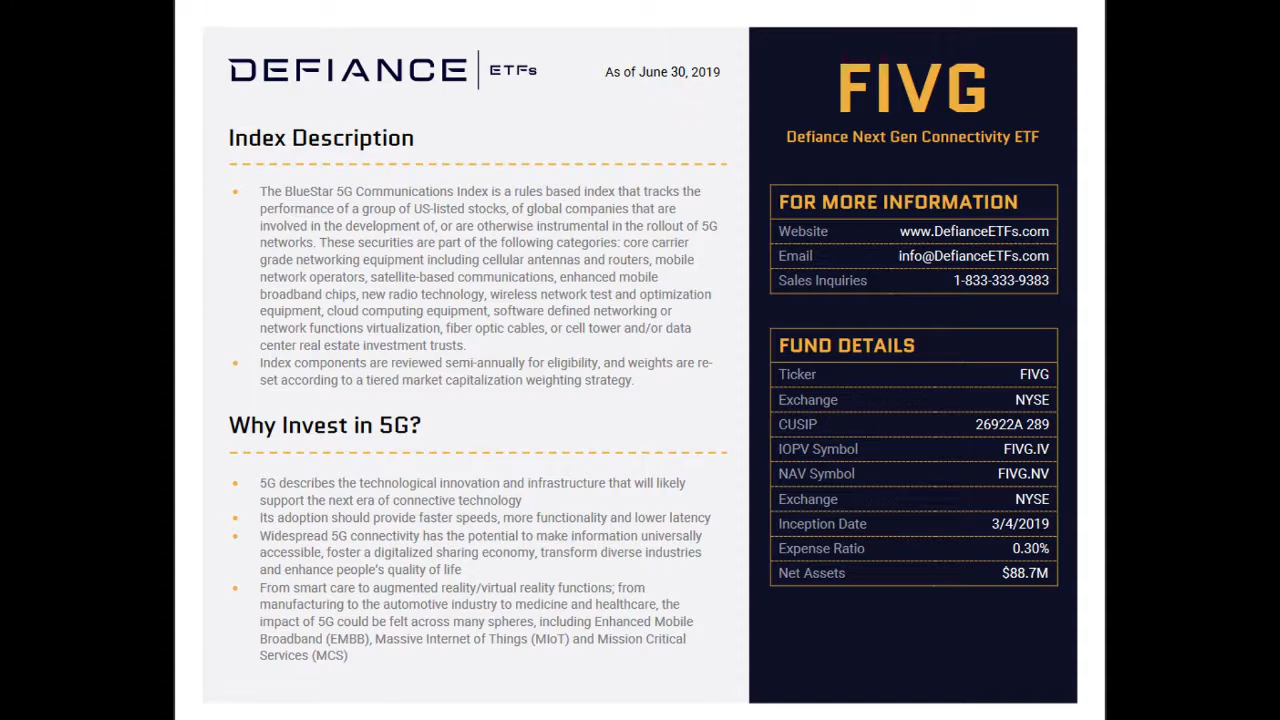 DEFIANCE ETFs
As of June 30, 2019
Index Description
The BlueStar 5G Communications Index is a rules based index that tracks the
performance of a group of US-listed stocks, of global companies that are
involved in the development of, or are otherwise instrumental in the rollout of 5G
networks. These securities are part of the following categories: core carrier
grade networking equipment including cellular antennas and routers, mobile
network operators, satellite-based communications, enhanced mobile
broadband chips, new radio technology, wireless network test and optimization
equipment, cloud computing equipment, software defined networking or
network functions virtualization, fiber optic cables, or cell tower and/or data
center real estate investment trusts.
Index components are reviewed semi-annually for eligibility, and weights are re-
set according to a tiered market capitalization weighting strategy.
Why Invest in 5G?
5G describes the technological innovation and infrastructure that will likely
support the next era of connective technology
Its adoption should provide faster speeds, more functionality and lower latency
Widespread 5G connectivity has the potential to make information universally
accessible, foster a digitalized sharing economy, transform diverse industries
and enhance people's quality of life
From smart care to augmented reality/virtual reality functions; from
manufacturing to the automotive industry to medicine and healthcare, the
impact of 5G could be felt across many spheres, including Enhanced Mobile
Broadband (EMBB), Massive Internet of Things (MIoT) and Mission Critical
Services (MCS)
FIVG
Defiance Next Gen Connectivity ETF
FOR MORE INFORMATION
Website www.DefianceETFs.com
Email info@DefianceETFs.com
Sales Inquiries 1-833-333-9383
FUND DETAILS
Ticker FIVG
Exchange NYSE
CUSIP 26922A 289
IOPV Symbol FIVG.IV
NAV Symbol FIVG.NV
Exchange NYSE
Inception Date 3/4/2019
Expense Ratio 0.30%
Net Assets $88.7M